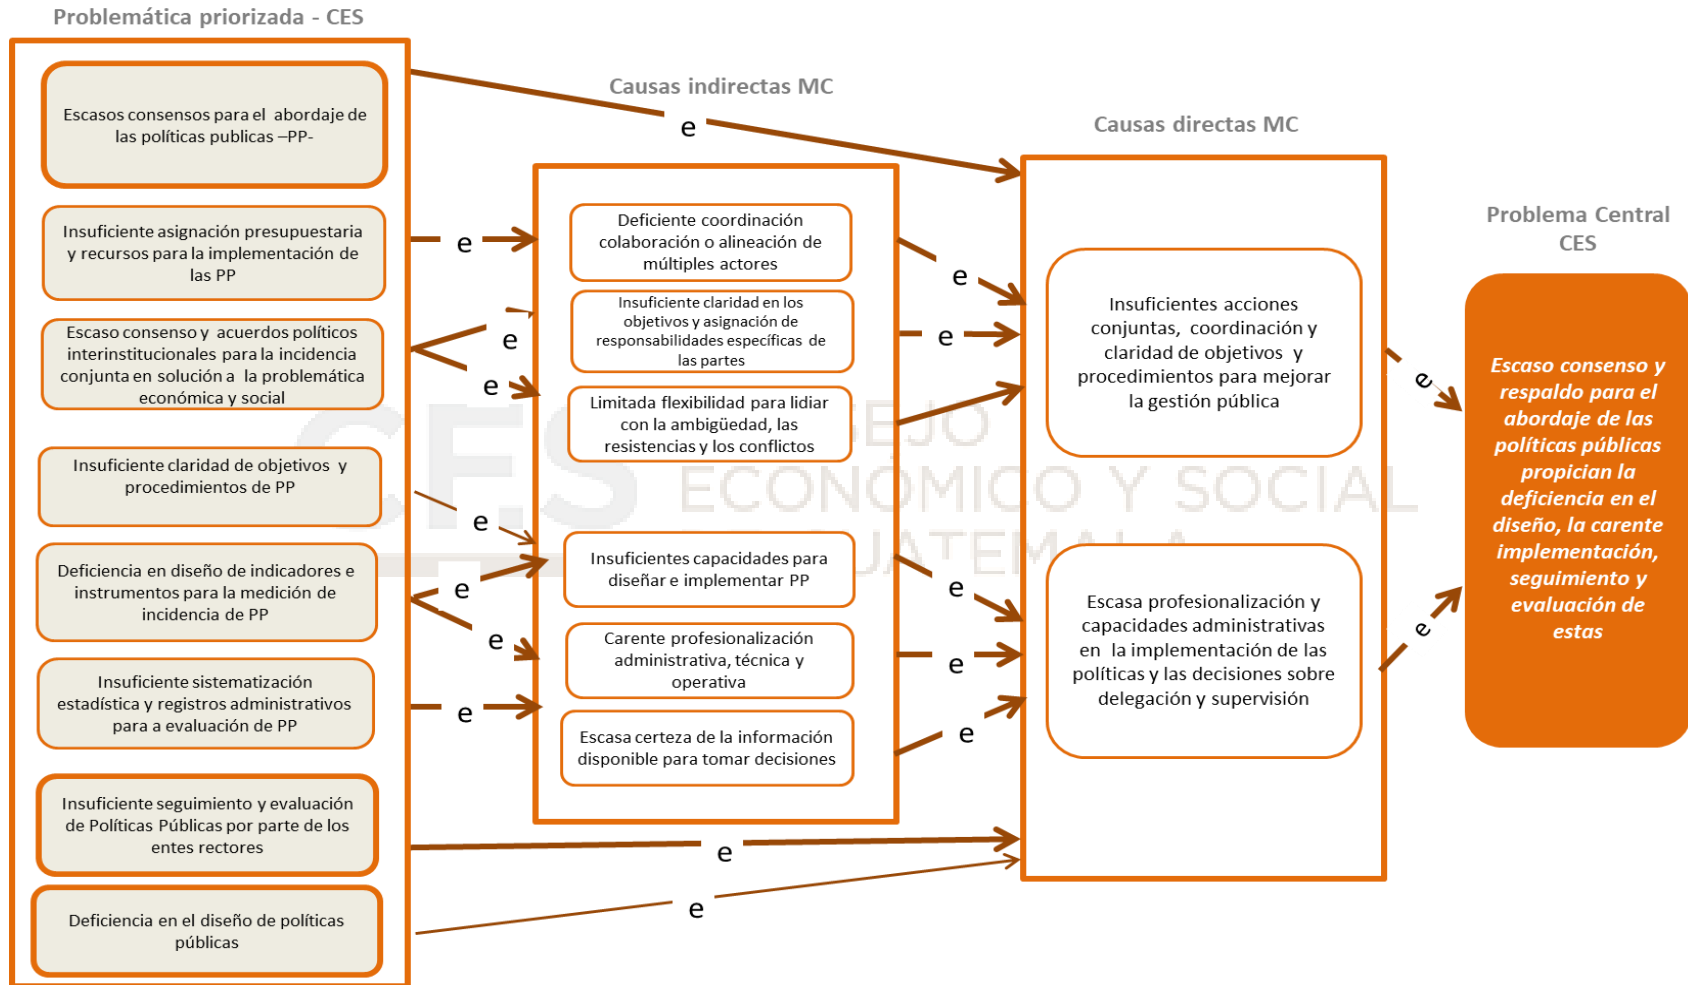 Problemática priorizada - CES
Escasos consensos para el abordaje de
las políticas publicas –PP-
Insuficiente asignación presupuestaria
y recursos para la implementación de
las PP
Escaso consenso y acuerdos políticos
interinstitucionales para la incidencia
conjunta en solución a la problemática
económica y social
Insuficiente claridad de objetivos y
procedimientos de PP
Deficiencia en diseño de indicadores e
instrumentos para la medición de
incidencia de PP
Insuficiente sistematización
estadística y registros administrativos
para a evaluación de PP
Insuficiente seguimiento y evaluación
de Políticas Públicas por parte de los
entes rectores
Deficiencia en el diseño de políticas
públicas
e
e
e
e
e
e
e
e
e
e
Causas indirectas MC
Deficiente coordinación
colaboración o alineación de
múltiples actores
Insuficiente claridad en los
objetivos y asignación de
responsabilidades específicas de
las partes
Limitada flexibilidad para lidiar
con la ambigüedad, las
resistencias y los conflictos
Insuficientes capacidades para
diseñar e implementar PP
Carente profesionalización
administrativa, técnica y
operativa
Escasa certeza de la información
disponible para tomar decisiones
e
e
e
e
e
Causas directas MC
Insuficientes acciones
conjuntas, coordinación y
claridad de objetivos y
procedimientos para mejorar
la gestión pública
Escasa profesionalización y
capacidades administrativas
en la implementación de las
políticas y las decisiones sobre
delegación y supervisión
e
e
Problema Central
CES
Escaso consenso y
respaldo para el
abordaje de las
políticas públicas
propician la
deficiencia en el
diseño, la carente
implementación,
seguimiento y
evaluación de
estas
CES
ECONÓMICO Y SOCIAL